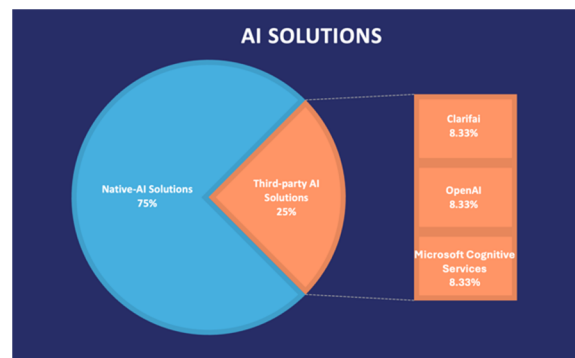 AI SOLUTIONS
Native-AI Solutions
75%
Third-party AI
Solutions
25%
Clarifai
8.33%
OpenAI
8.33%
Microsoft Cognitive
Services
8.33%